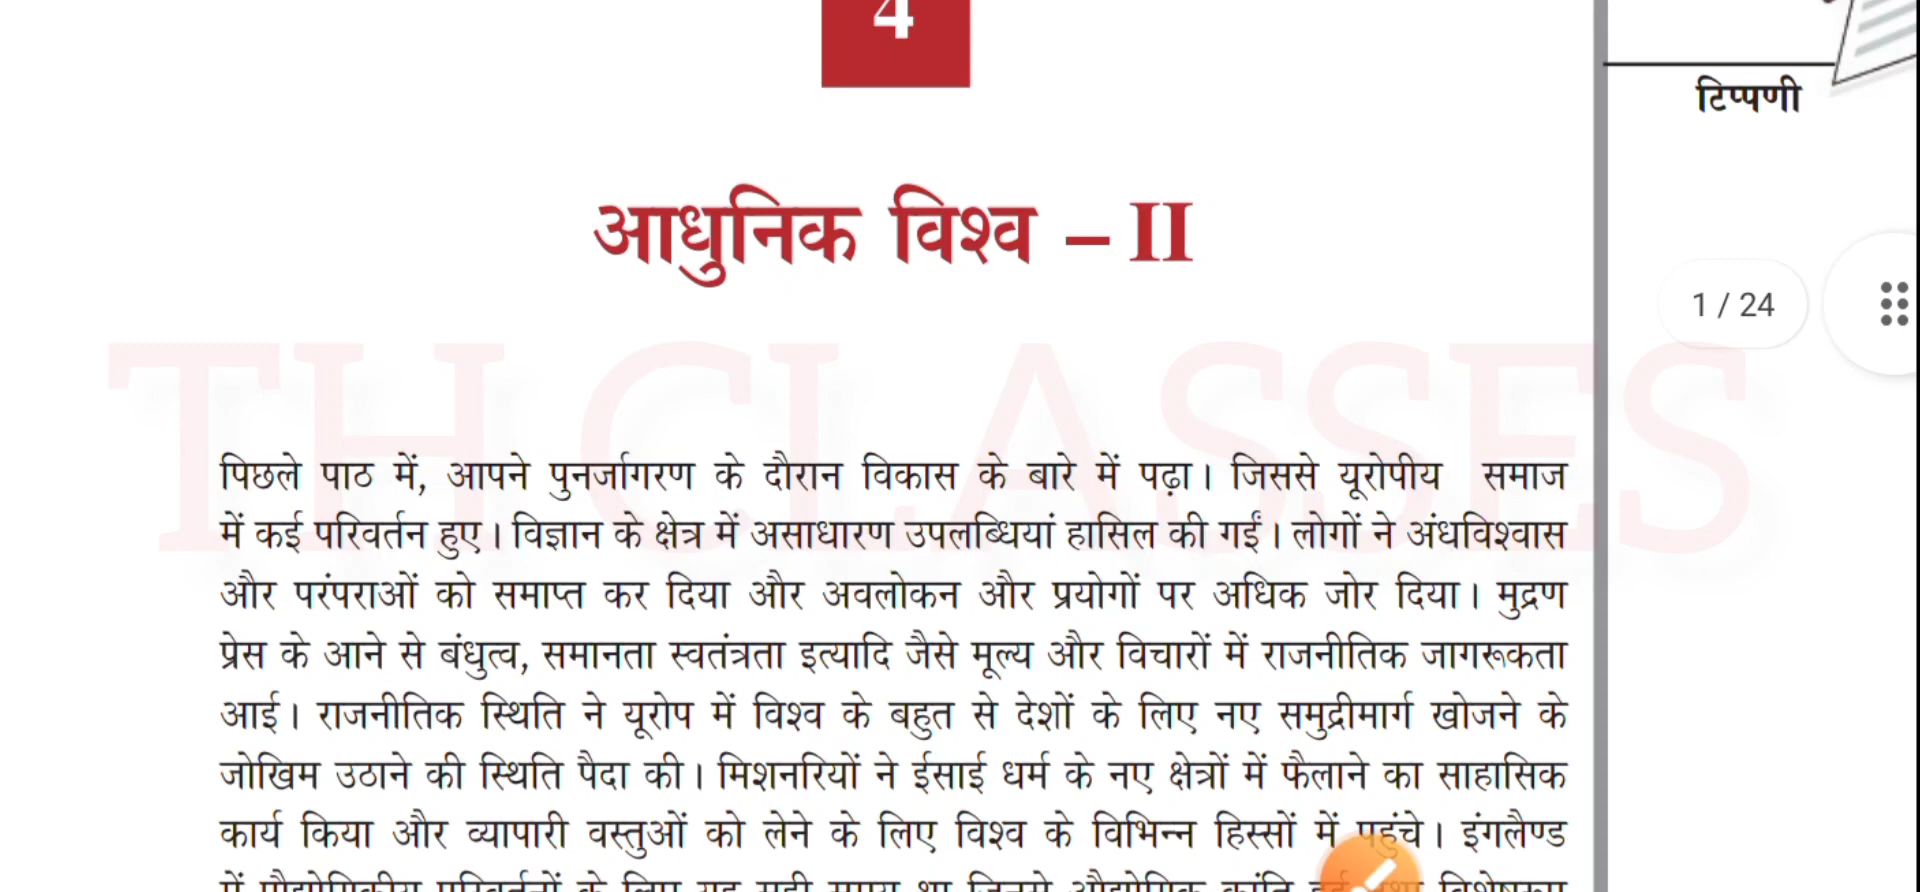 4
टिप्पणी
आधुनिक विश्व – II
1 / 24
TH CLASSES
पिछले पाठ में, आपने पुनर्जागरण के दौरान विकास के बारे में पढ़ा। जिससे यूरोपीय समाज
में कई परिवर्तन हुए। विज्ञान के क्षेत्र में असाधारण उपलब्धियां हासिल की गईं। लोगों ने अंधविश्वास
और परंपराओं को समाप्त कर दिया और अवलोकन और प्रयोगों पर अधिक जोर दिया। मुद्रण
प्रेस के आने से बंधुत्व, समानता स्वतंत्रता इत्यादि जैसे मूल्य और विचारों में राजनीतिक जागरूकता
आई। राजनीतिक स्थिति ने यूरोप में विश्व के बहुत से देशों के लिए नए समुद्रीमार्ग खोजने के
जोखिम उठाने की स्थिति पैदा की। मिशनरियों ने ईसाई धर्म के नए क्षेत्रों में फैलाने का साहासिक
कार्य किया और व्यापारी वस्तुओं को लेने के लिए विश्व के विभिन्न हिस्सों में पहुंचे। इंगलैण्ड